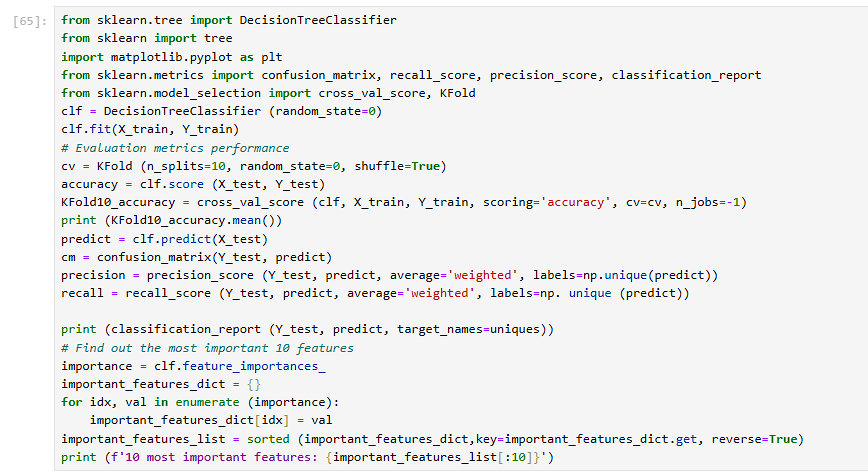 [65]:
from sklearn.tree import DecisionTreeClassifier
from sklearn import tree
import matplotlib.pyplot as plt
from sklearn.metrics import confusion_matrix, recall_score, precision_score, classification_report
from sklearn.model_selection import cross_val_score, KFold
clf = DecisionTreeClassifier (random_state=0)
clf.fit(X_train, Y_train)
# Evaluation metrics performance
cv = KFold (n_splits=10, random_state=0, shuffle=True)
accuracy = clf.score (X_test, Y_test)
KFold10_accuracy = cross_val_score (clf, X_train, Y_train, scoring='accuracy', cv=cv, n_jobs=-1)
print (KFold10_accuracy.mean())
predict = clf.predict(X_test)
cm = confusion_matrix(Y_test, predict)
precision = precision_score (Y_test, predict, average='weighted', labels=np.unique(predict))
recall = recall_score (Y_test, predict, average='weighted', labels=np. unique (predict))

print (classification_report (Y_test, predict, target_names=uniques))
# Find out the most important 10 features
importance = clf.feature_importances_
important_features_dict = {}
for idx, val in enumerate (importance):
    important_features_dict[idx] = val
important_features_list = sorted (important_features_dict,key=important_features_dict.get, reverse=True)
print (f'10 most important features: {important_features_list[:10]}')